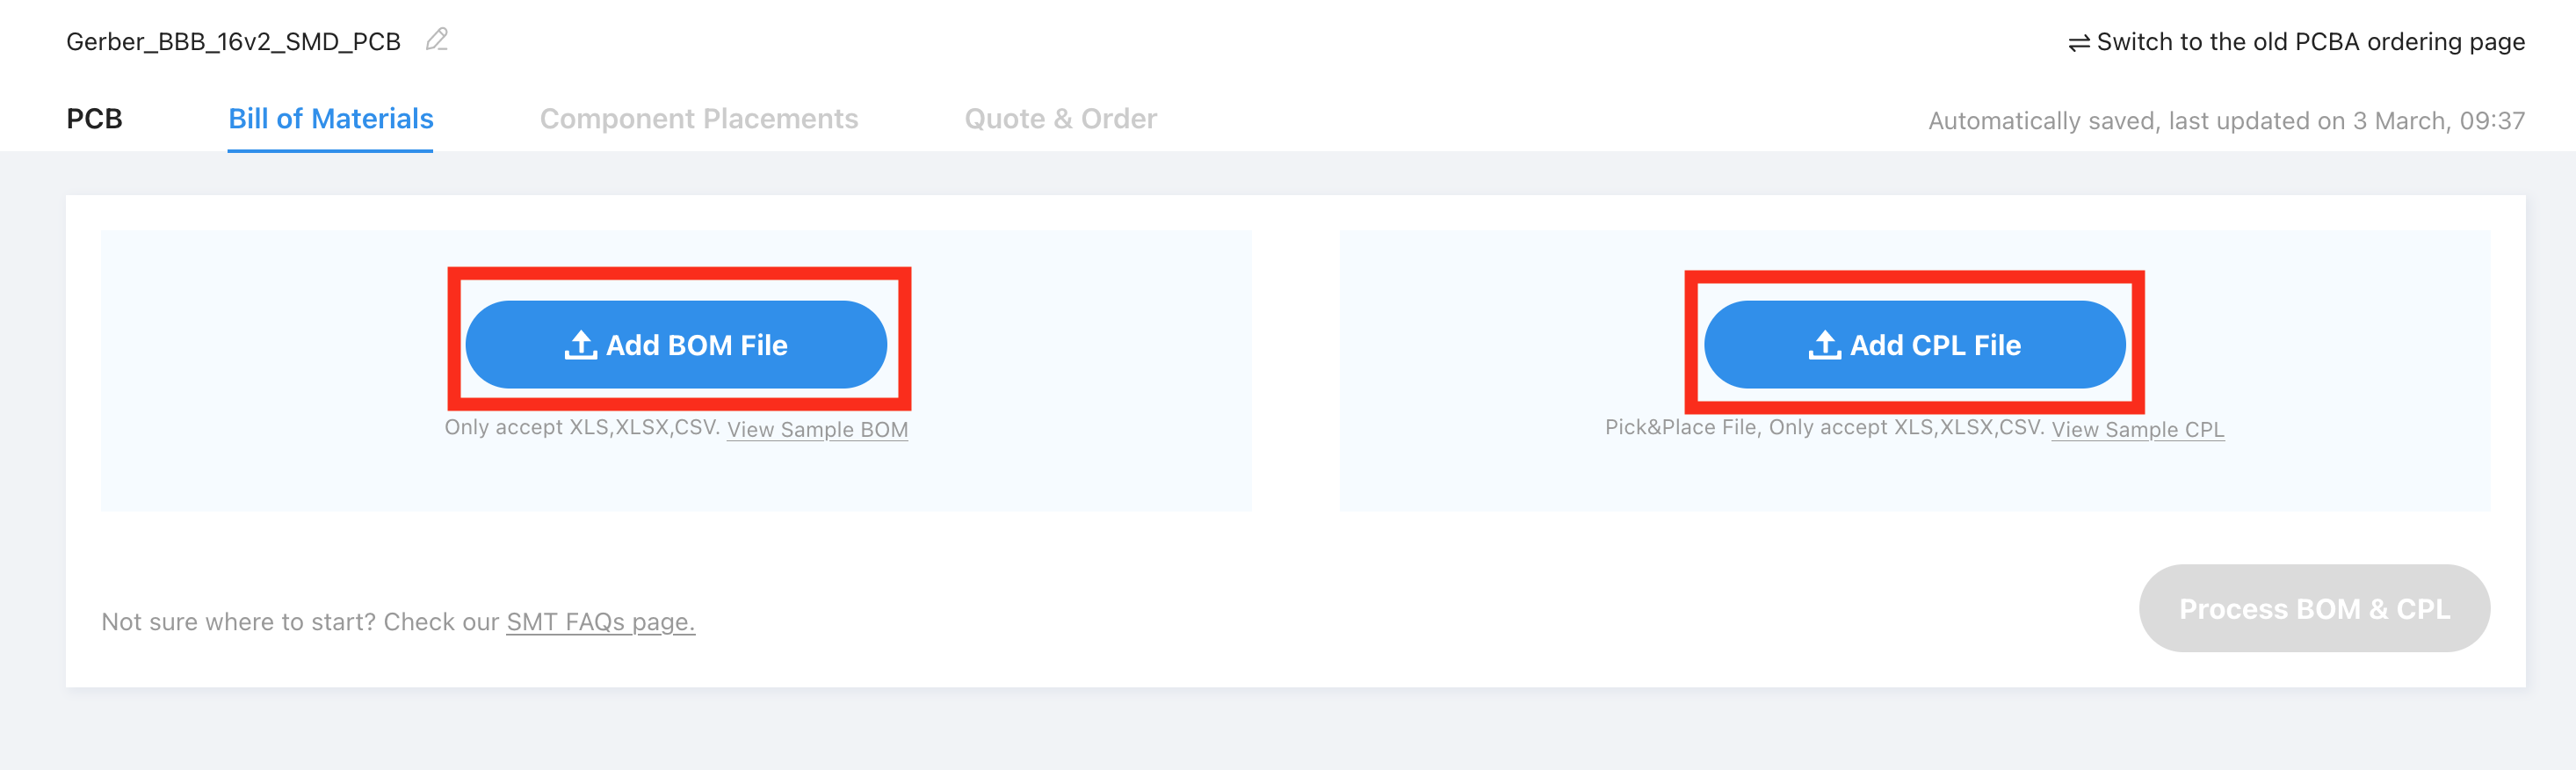 Gerber_BBB_16v2_SMD_PCB
Switch to the old PCBA ordering page
PCB
Bill of Materials
Component Placements
Quote & Order
Automatically saved, last updated on 3 March, 09:37
Add BOM File
Only accept XLS,XLSX,CSV. View Sample BOM
Add CPL File
Pick&Place File, Only accept XLS,XLSX,CSV. View Sample CPL
Not sure where to start? Check our SMT FAQs page.
Process BOM & CPL